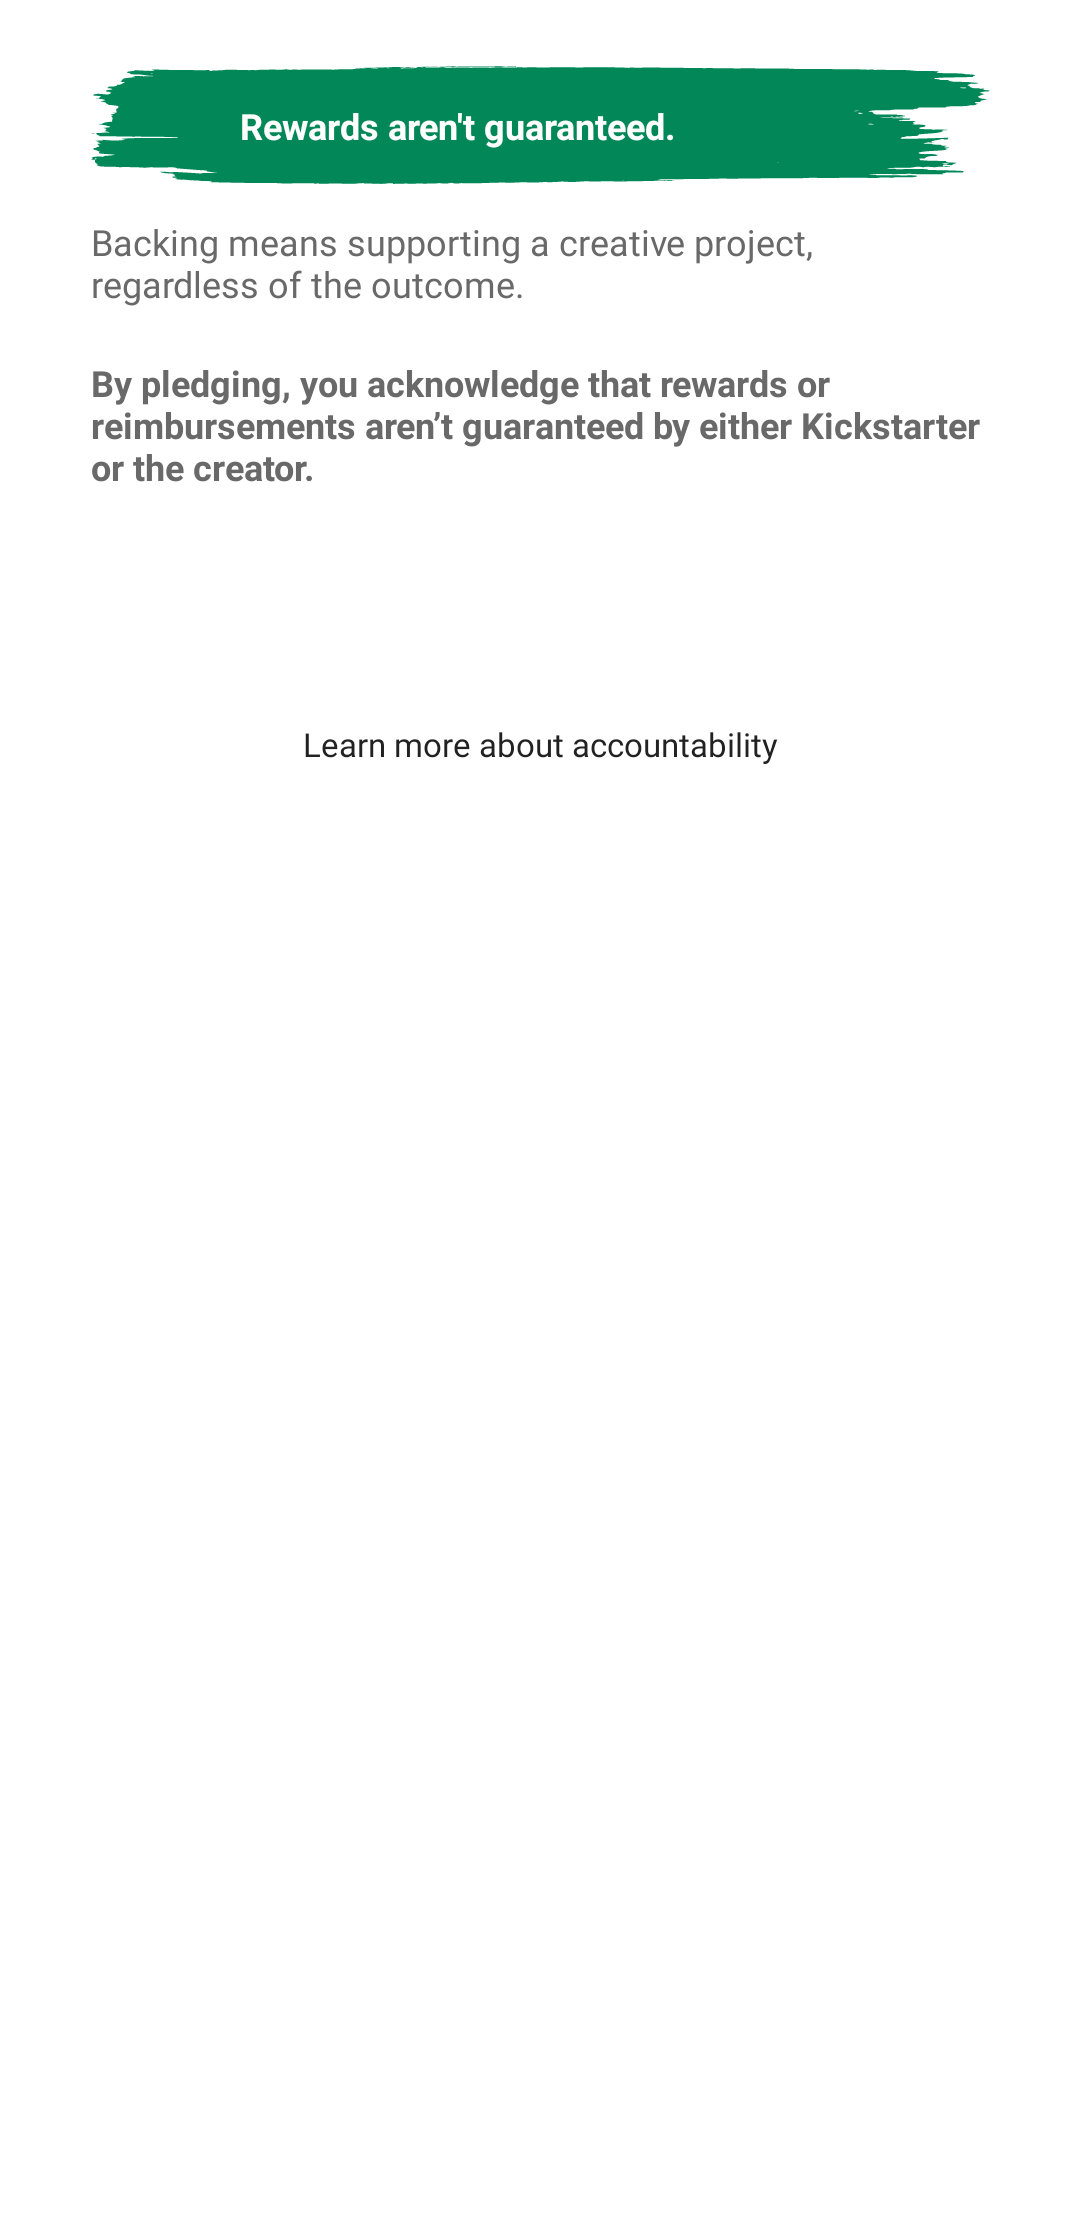 Rewards aren't guaranteed.
Backing means supporting a creative project,
regardless of the outcome.
By pledging, you acknowledge that rewards or
reimbursements aren’t guaranteed by either Kickstarter
or the creator.
Learn more about accountability